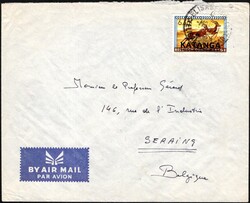 KATANGA
Monsieur le Professeur Gérard
146, rue de l'Industrie
SERAING
Belgique
BY AIR MAIL
PAR AVION